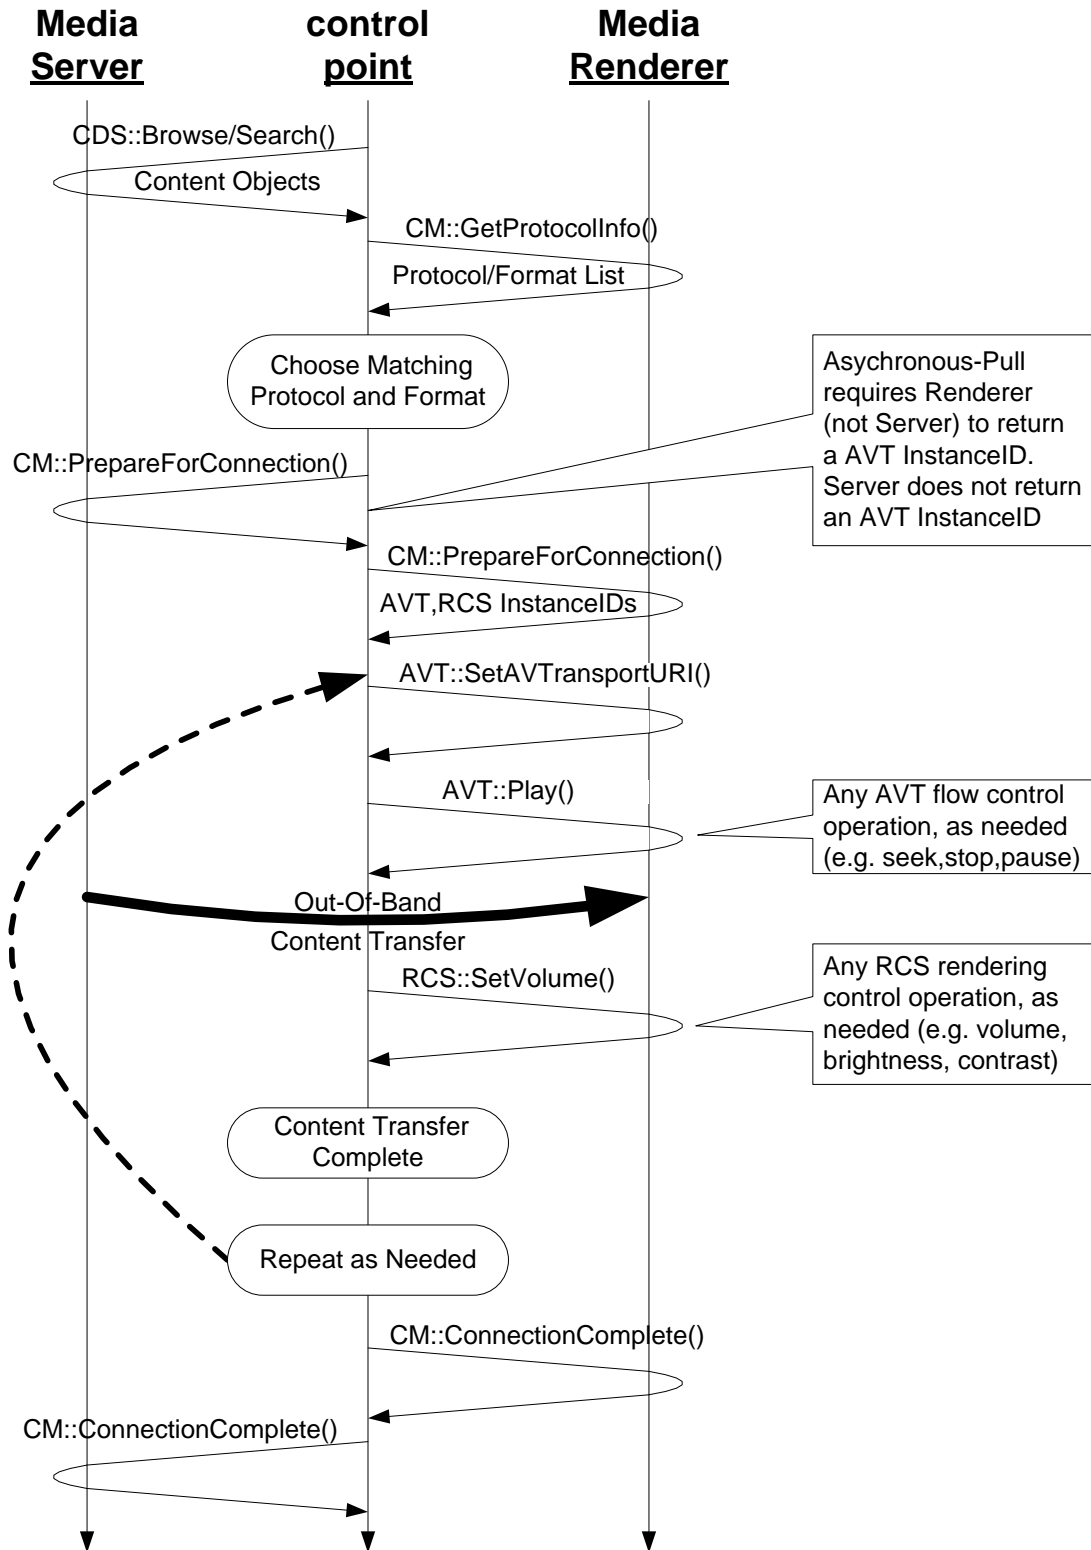 Media
Server
control
point
Media
Renderer
CDS::Browse/Search()
Content Objects
CM::GetProtocolInfo()
Protocol/Format List
Choose Matching
Protocol and Format
Asychronous-Pull
requires Renderer
(not Server) to return
a AVT InstanceID.
Server does not return
an AVT InstanceID
CM::PrepareForConnection()
CM::PrepareForConnection()
AVT,RCS InstanceIDs
AVT::SetAVTransportURI()
AVT::Play()
Any AVT flow control
operation, as needed
(e.g. seek,stop,pause)
Out-Of-Band
Content Transfer
RCS::SetVolume()
Any RCS rendering
control operation, as
needed (e.g. volume,
brightness, contrast)
Content Transfer
Complete
Repeat as Needed
CM::ConnectionComplete()
CM::ConnectionComplete()